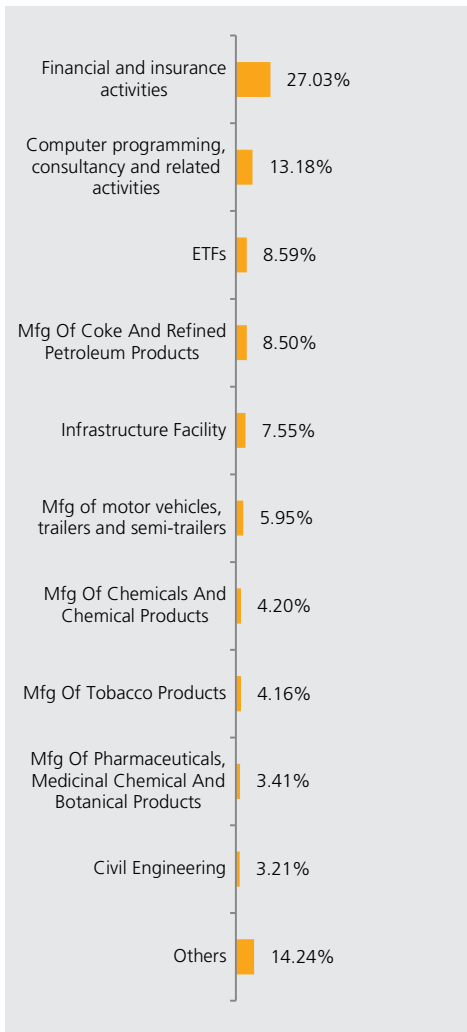 Financial and insurance
activities
27.03%
Computer programming,
consultancy and related
activities
13.18%
ETFs
8.59%
Mfg Of Coke And Refined
Petroleum Products
8.50%
Infrastructure Facility
7.55%
Mfg of motor vehicles,
trailers and semi-trailers
5.95%
Mfg Of Chemicals And
Chemical Products
4.20%
Mfg Of Tobacco Products
4.16%
Mfg Of Pharmaceuticals,
Medicinal Chemical And
Botanical Products
3.41%
Civil Engineering
3.21%
Others
14.24%